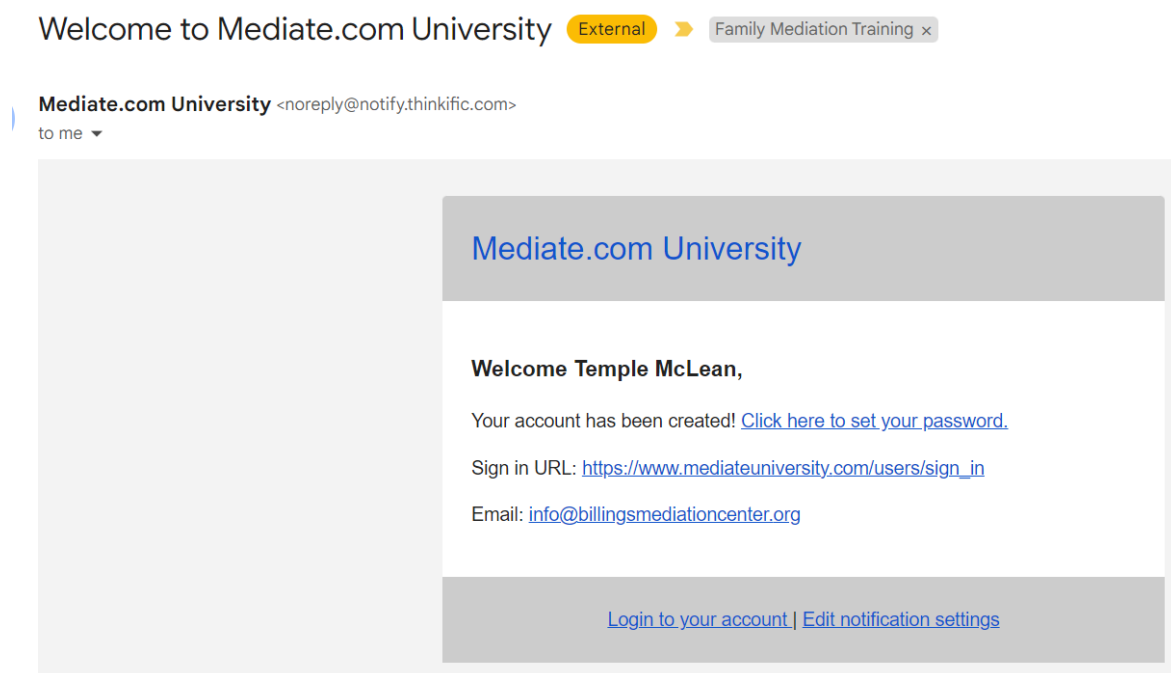 Welcome to Mediate.com University External Family Mediation Training ×
Mediate.com University <noreply@notify.thinkific.com>
to me
Mediate.com University
Welcome Temple McLean,
Your account has been created! Click here to set your password.
Sign in URL: https://www.mediateuniversity.com/users/sign_in
Email: info@billingsmediationcenter.org
Login to your account | Edit notification settings